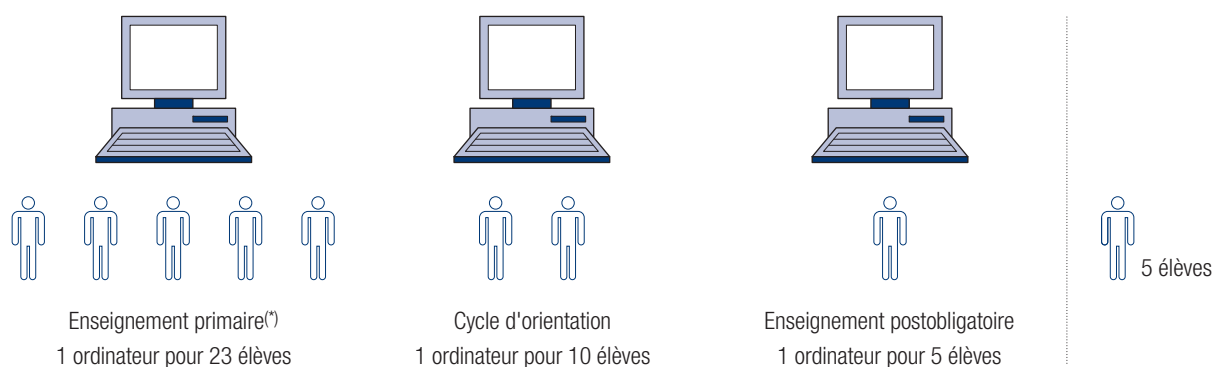 Enseignement primaire(*)
1 ordinateur pour 23 élèves
Cycle d'orientation
1 ordinateur pour 10 élèves
Enseignement postobligatoire
1 ordinateur pour 5 élèves
5 élèves